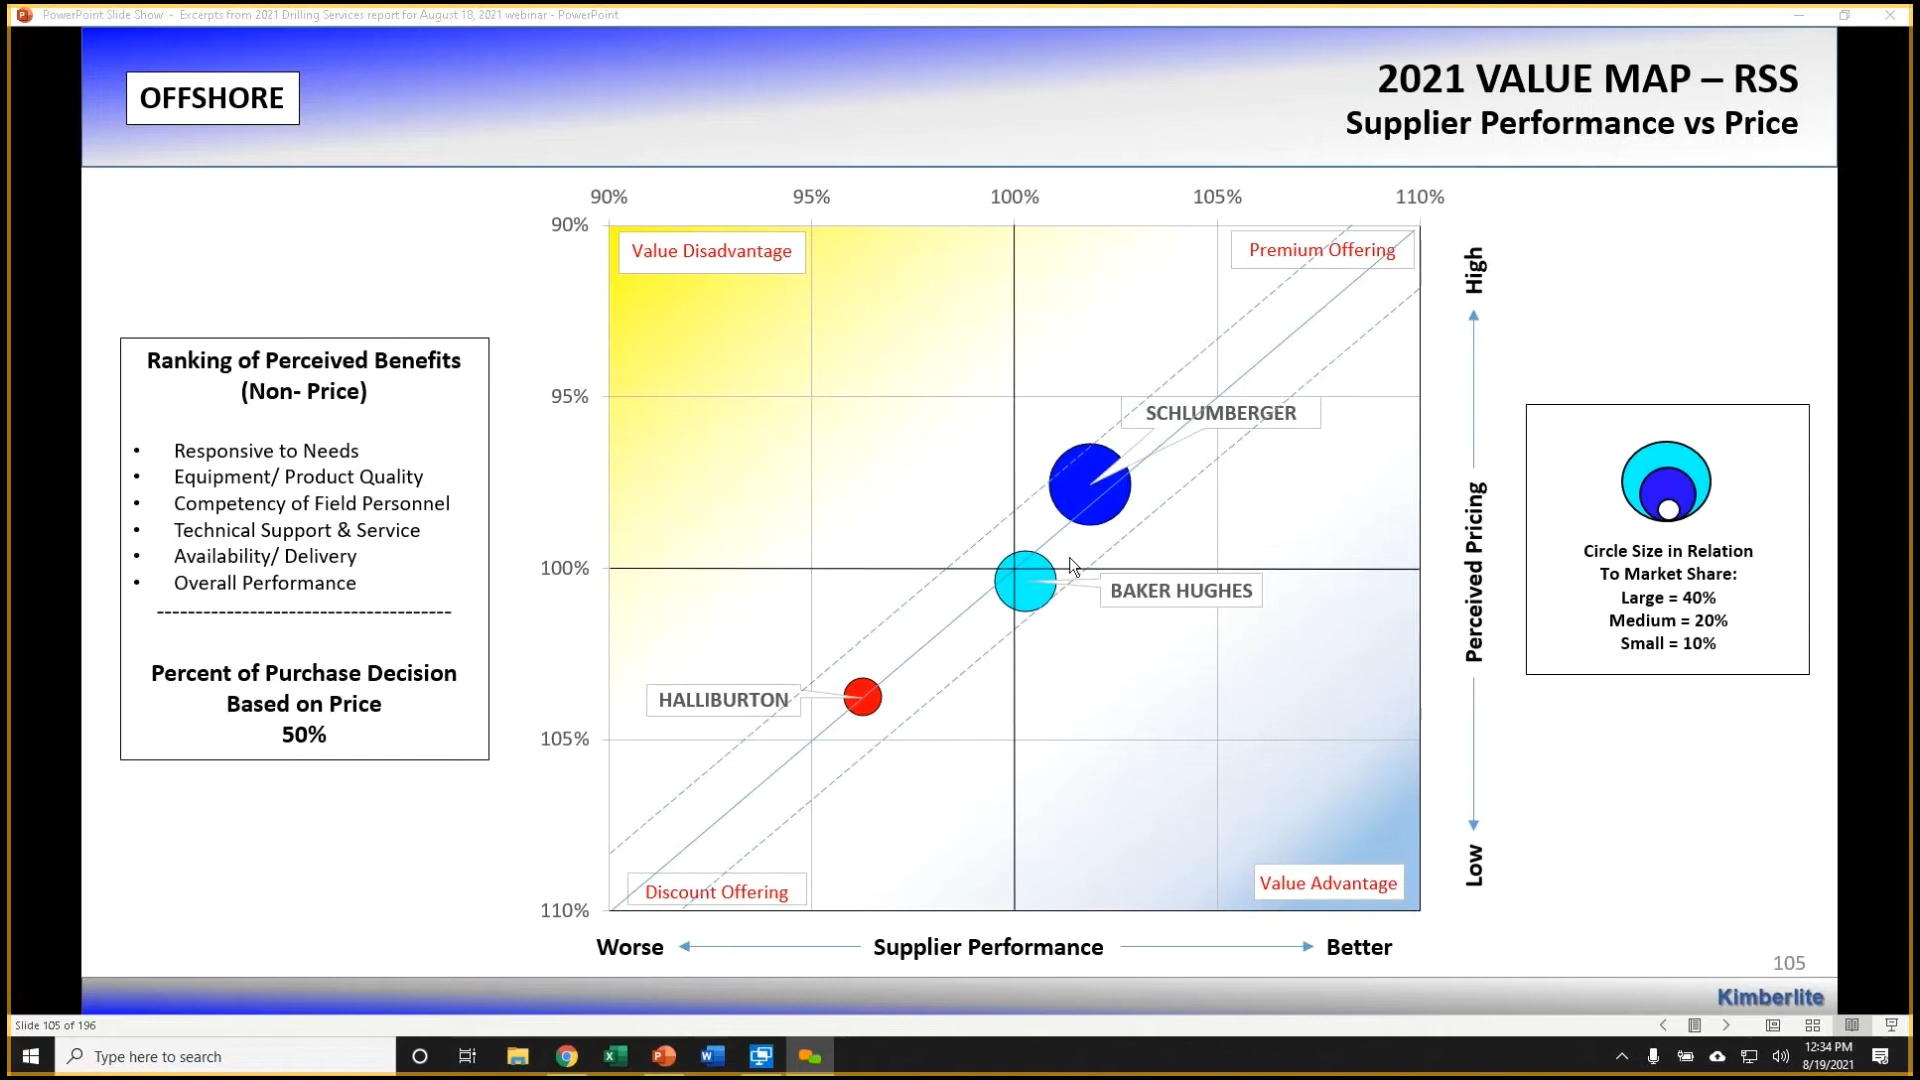 PowerPoint Slide Show - Excerpts from 2021 Drilling Services report for August 18, 2021 webinar - PowerPoint
OFFSHORE
2021 VALUE MAP – RSS
Supplier Performance vs Price
90%
95%
100%
105%
110%
90%
95%
100%
105%
110%
Value Disadvantage
Premium Offering
SCHLUMBERGER
BAKER HUGHES
HALLIBURTON
Discount Offering
Value Advantage
High
Perceived Pricing
Low
Worse
Supplier Performance
Better
Ranking of Perceived Benefits
(Non- Price)
• Responsive to Needs
• Equipment/ Product Quality
• Competency of Field Personnel
• Technical Support & Service
• Availability/ Delivery
• Overall Performance
------------------------------------
Percent of Purchase Decision
Based on Price
50%
Circle Size in Relation
To Market Share:
Large = 40%
Medium = 20%
Small = 10%
105
Kimberlite
Slide 105 of 196
Type here to search
12:34 PM
8/19/2021